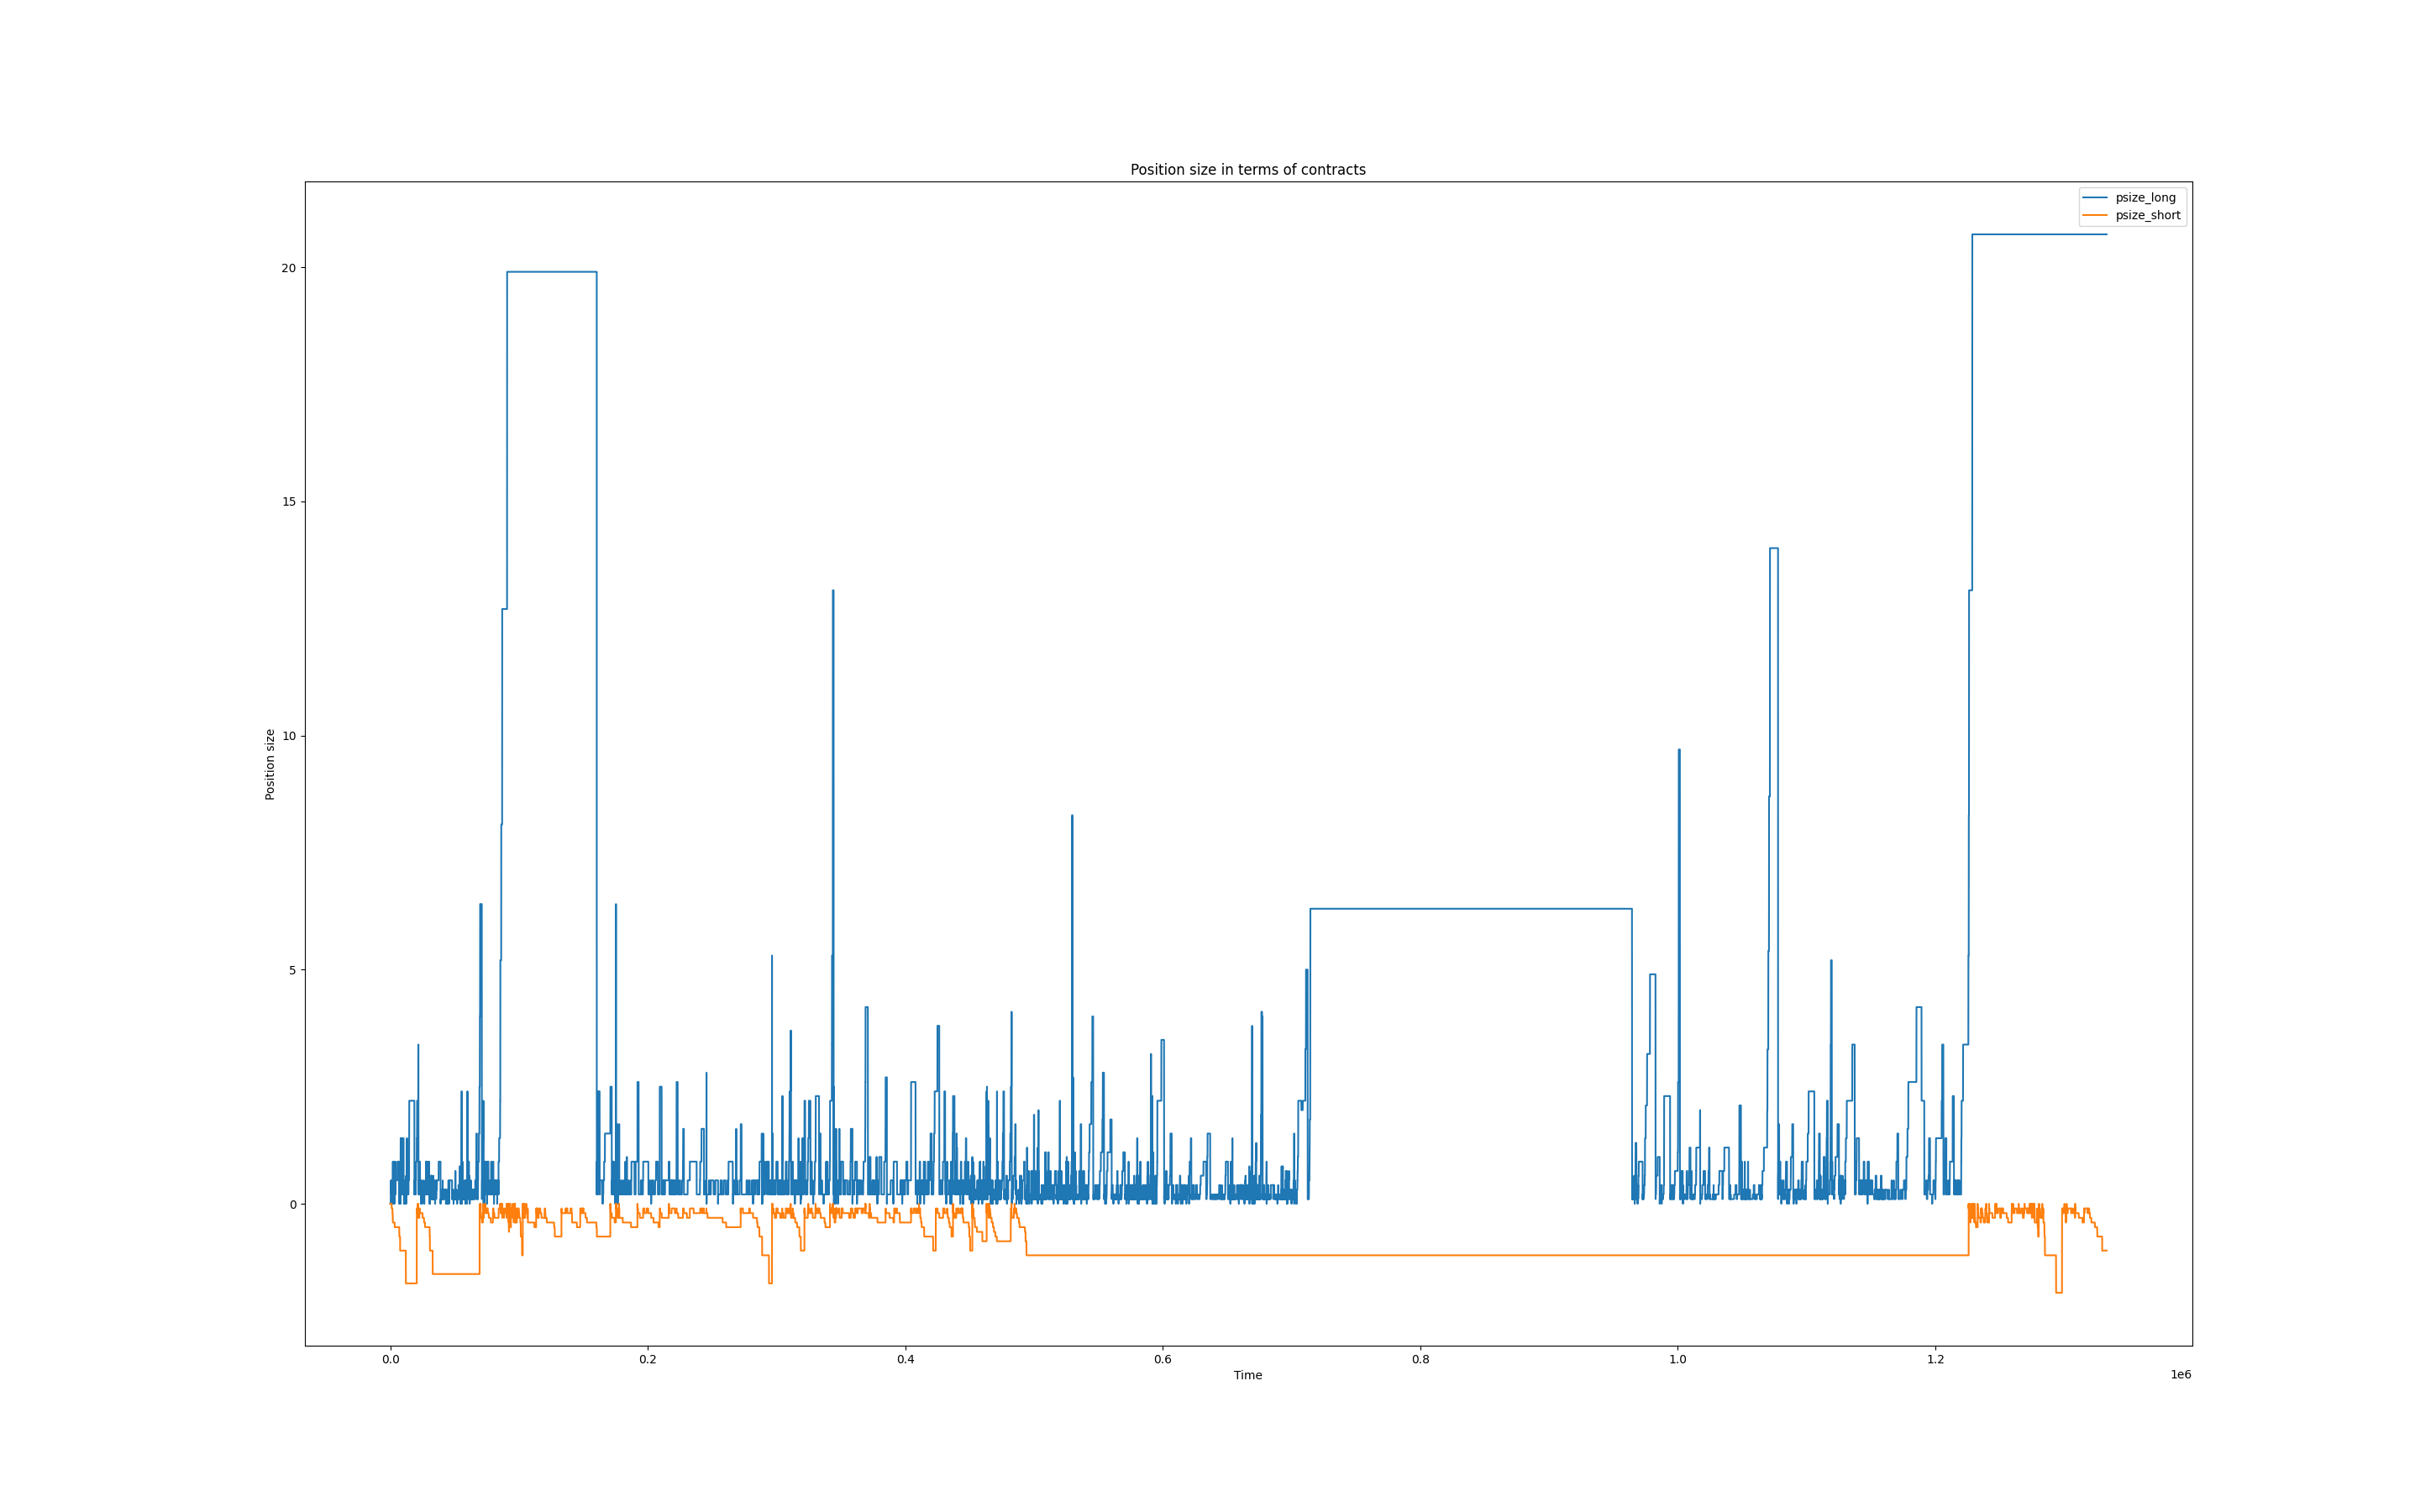 Position size in terms of contracts
psize_long
psize_short
20
15
10
5
0
Position size
0.0 0.2 0.4 0.6 0.8 1.0 1.2
Time
1e6